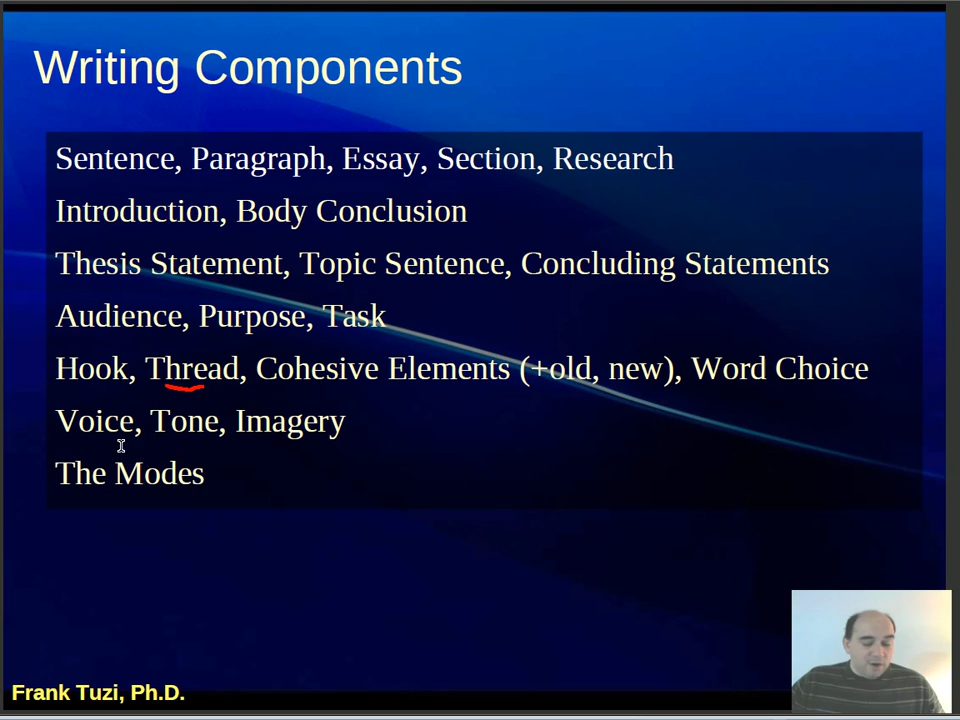 Writing Components
Sentence, Paragraph, Essay, Section, Research
Introduction, Body Conclusion
Thesis Statement, Topic Sentence, Concluding Statements
Audience, Purpose, Task
Hook, Thread, Cohesive Elements (+old, new), Word Choice
Voice, Tone, Imagery
The Modes
Frank Tuzi, Ph.D.